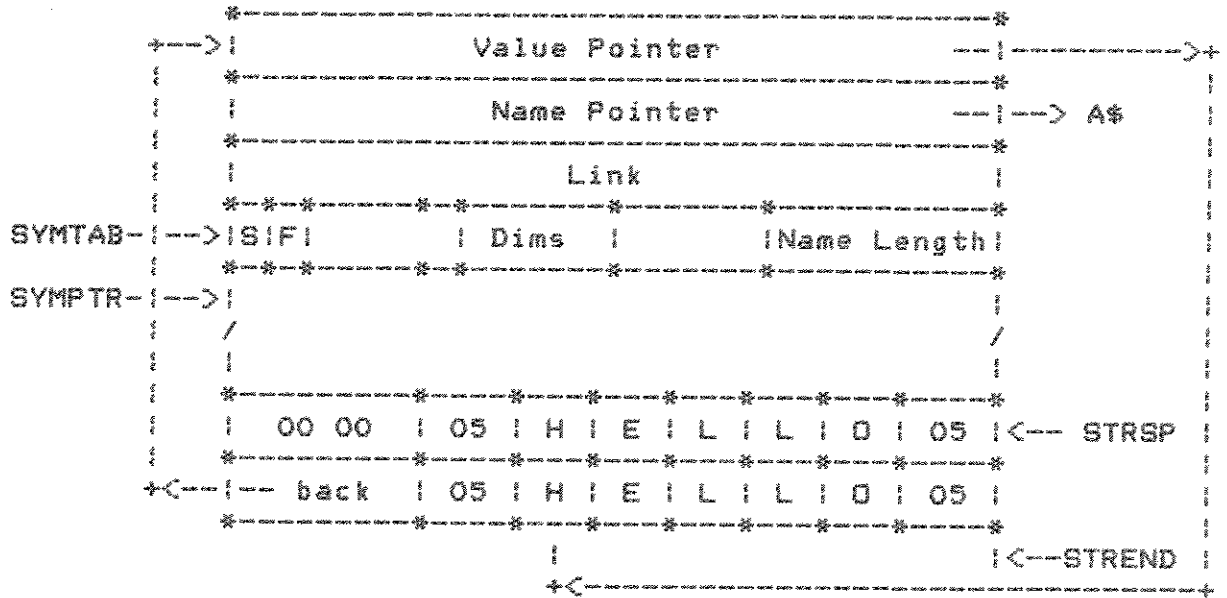 *---------------------------------------*
+--->! Value Pointer --!---------->+
*---------------------------------------*
! ! Name Pointer --!---> A$ !
*---------------------------------------*
! ! Link ! !
*-*-*-----*-*-------*-------*-----------*
SYMTAB-!-->!S!F! ! Dims ! !Name Length! !
*-*-*-----*-*-------*-------*-----------*
SYMPTR-!-->! ! !
! / / !
! ! ! !
*---------*----*---*---*---*---*---*----*
! ! 00 00 ! 05 ! H ! E ! L ! L ! O ! 05 !<-- STRSP !
*---------*----*---*---*---*---*---*----*
+<--!-- back ! 05 ! H ! E ! L ! L ! O ! 05 ! !
*---------*----*---*---*---*---*---*----*
! !<--STREND !
+<--------------------------------+